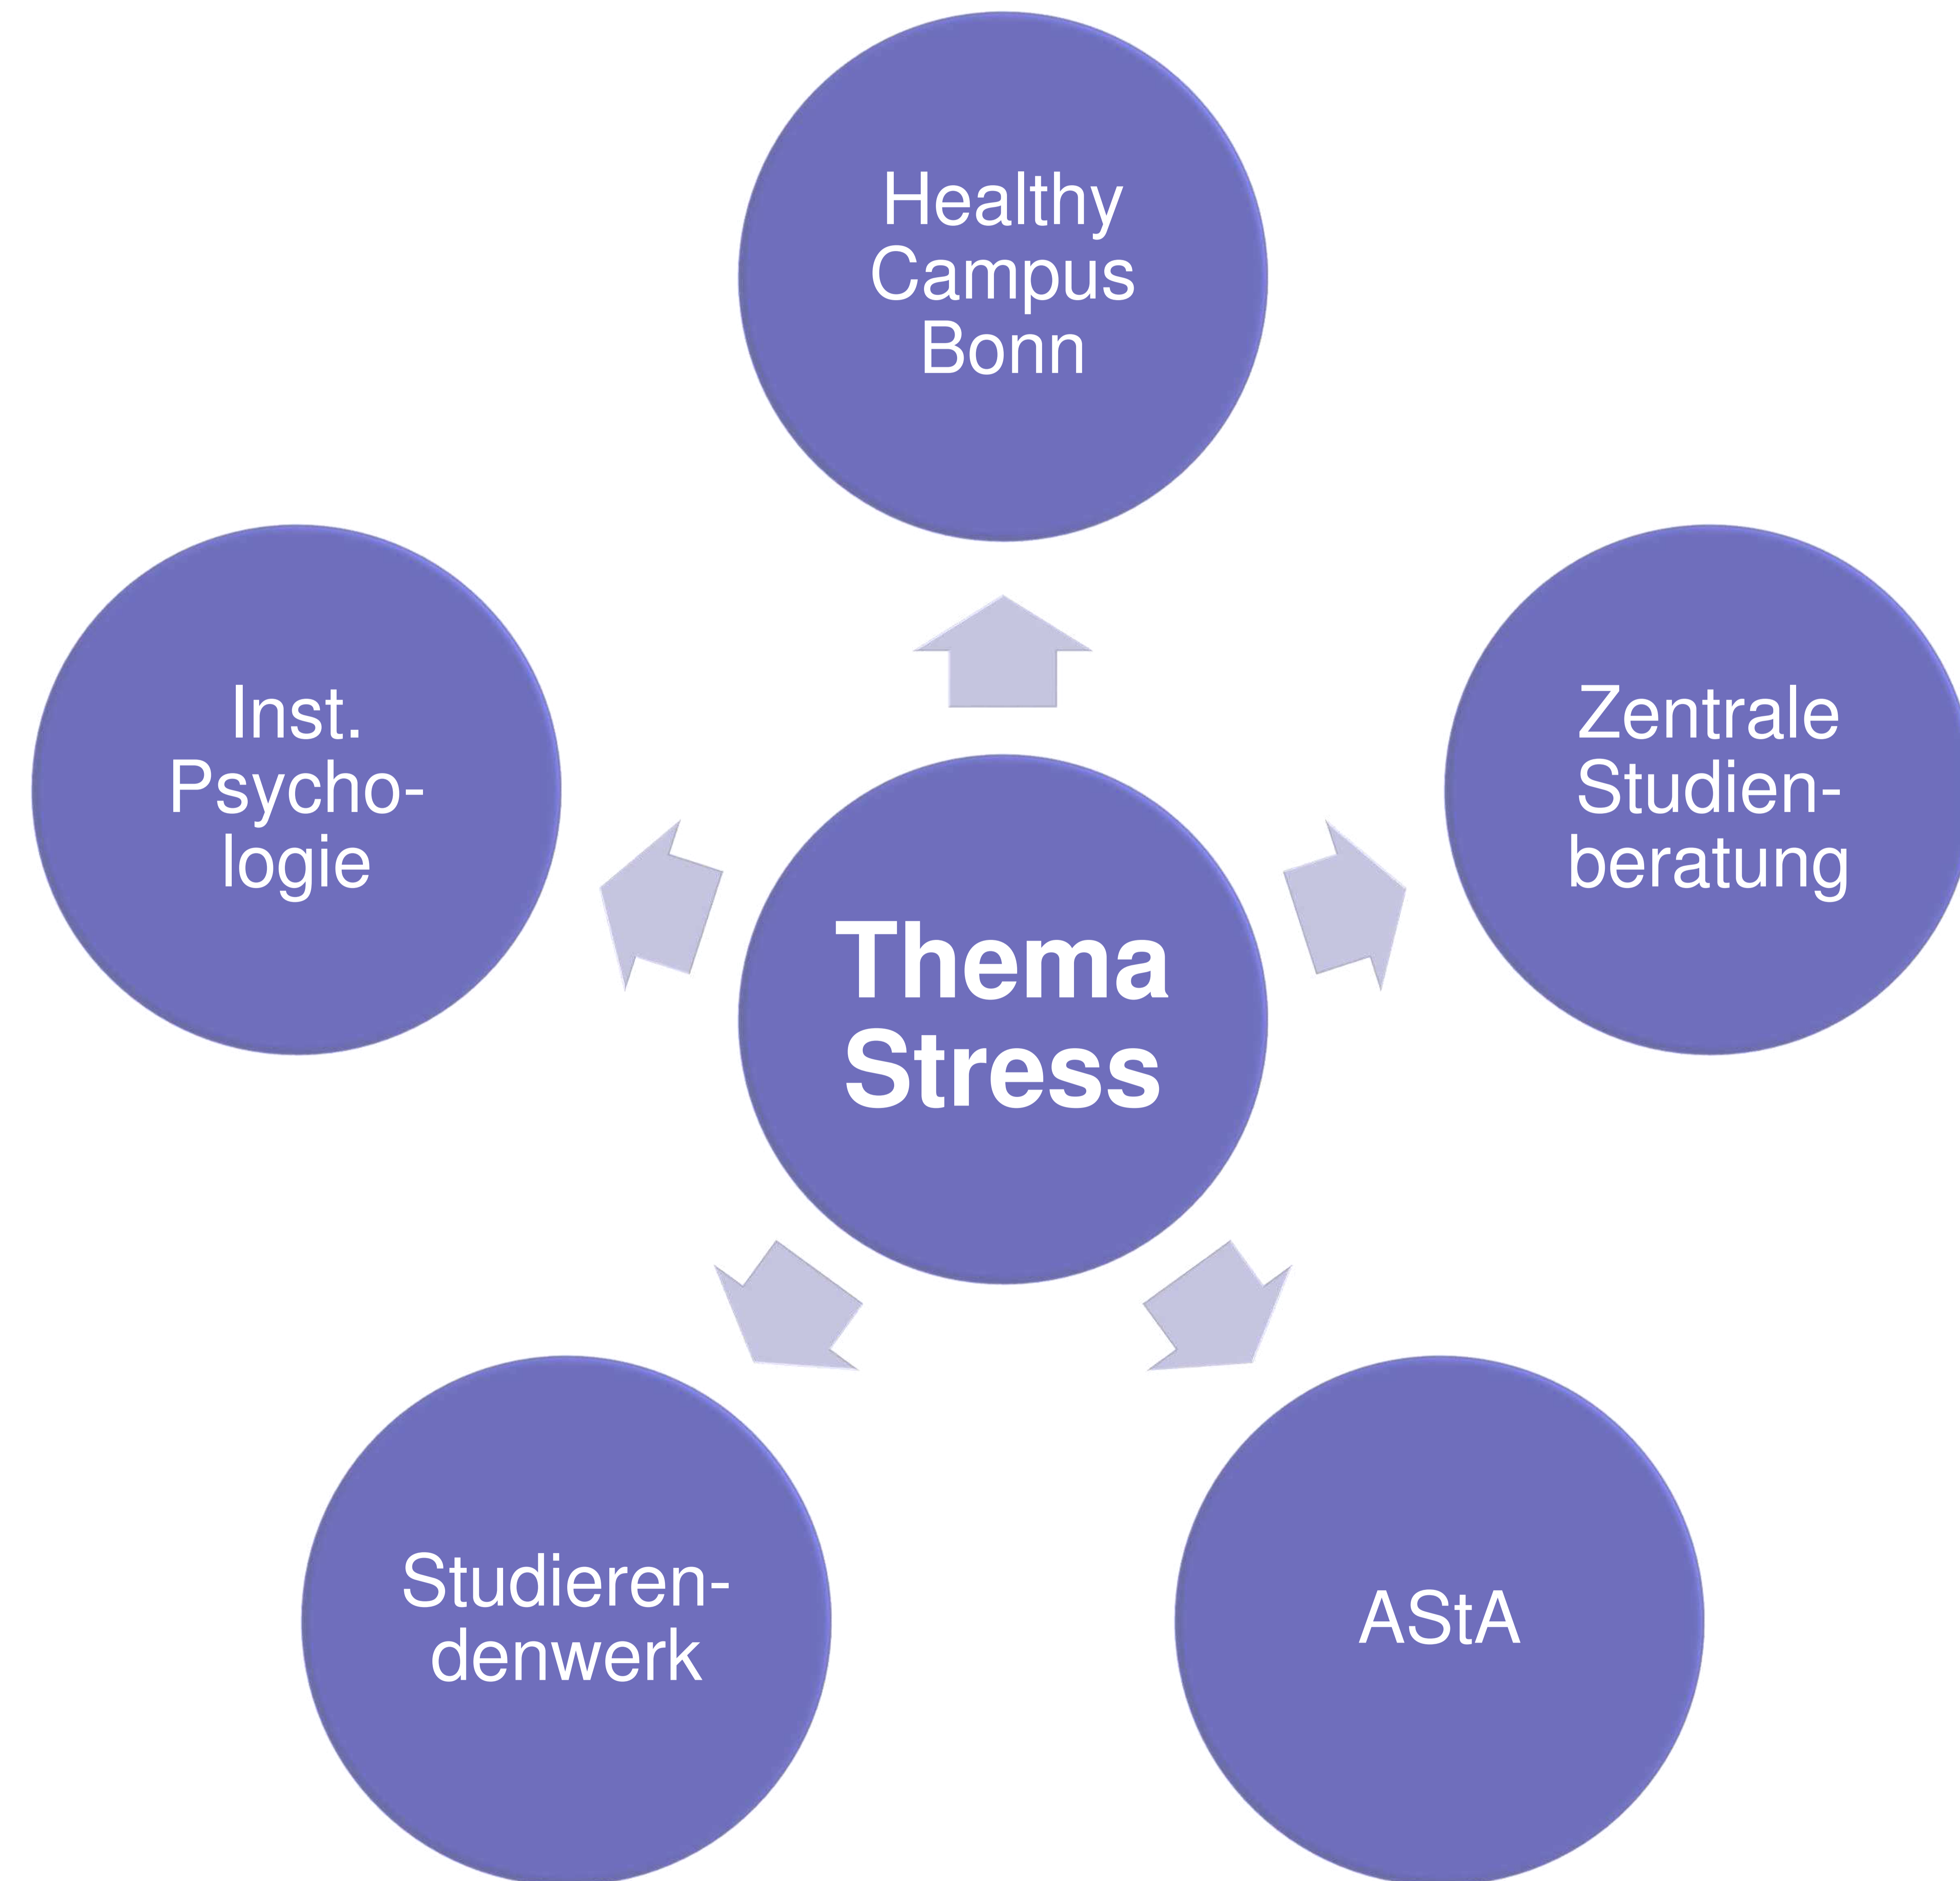 Healthy
Campus
Bonn
Inst.
Psycho-
logie
Zentrale
Studien-
beratung
Thema
Stress
Studieren-
denwerk
AStA